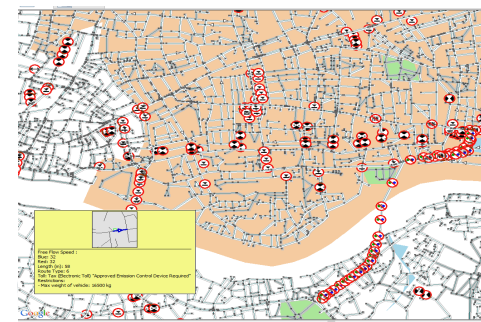 Free Flow Speed :
Blue: 32
Red: 32
Length (m): 58
Route Type: 6
Toll: Tax (Electronic Toll) "Approved Emission Control Device Required"
Restrictions:
- Max weight of vehicle: 16500 kg
Google